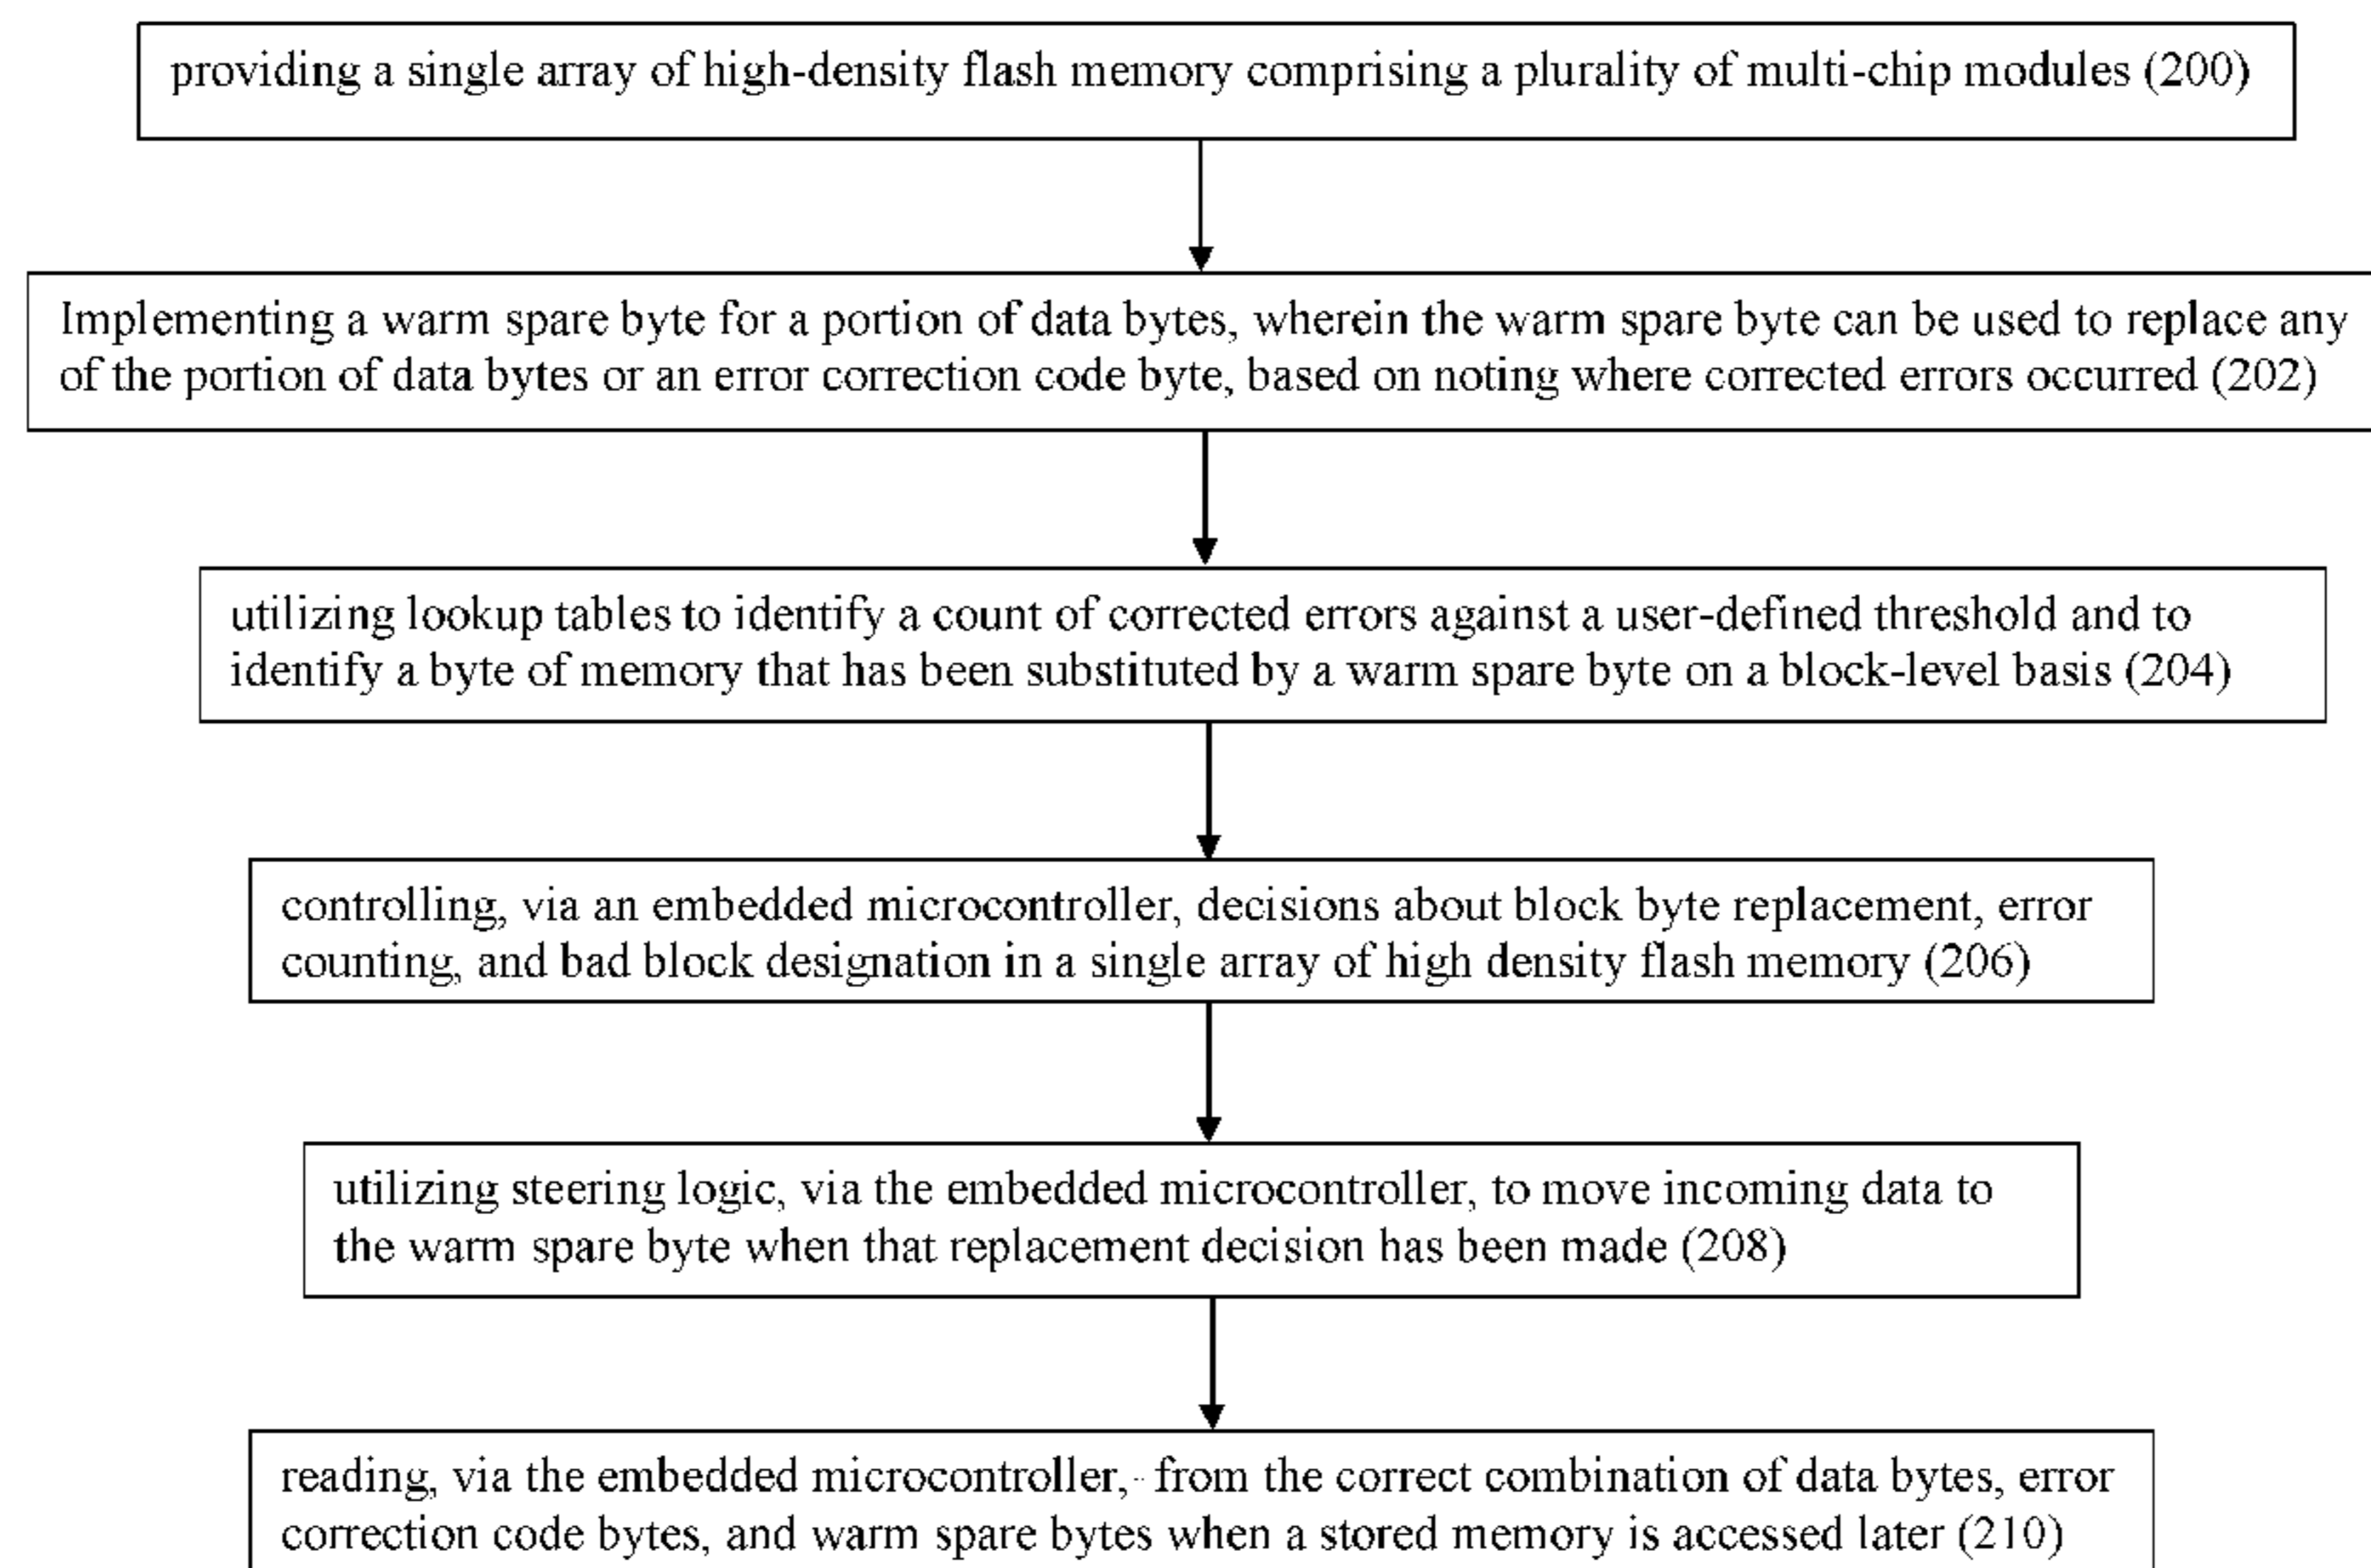 providing a single array of high-density flash memory comprising a plurality of multi-chip modules (200)
Implementing a warm spare byte for a portion of data bytes, wherein the warm spare byte can be used to replace any
of the portion of data bytes or an error correction code byte, based on noting where corrected errors occurred (202)
utilizing lookup tables to identify a count of corrected errors against a user-defined threshold and to
identify a byte of memory that has been substituted by a warm spare byte on a block-level basis (204)
controlling, via an embedded microcontroller, decisions about block byte replacement, error
counting, and bad block designation in a single array of high density flash memory (206)
utilizing steering logic, via the embedded microcontroller, to move incoming data to
the warm spare byte when that replacement decision has been made (208)
reading, via the embedded microcontroller, from the correct combination of data bytes, error
correction code bytes, and warm spare bytes when a stored memory is accessed later (210)